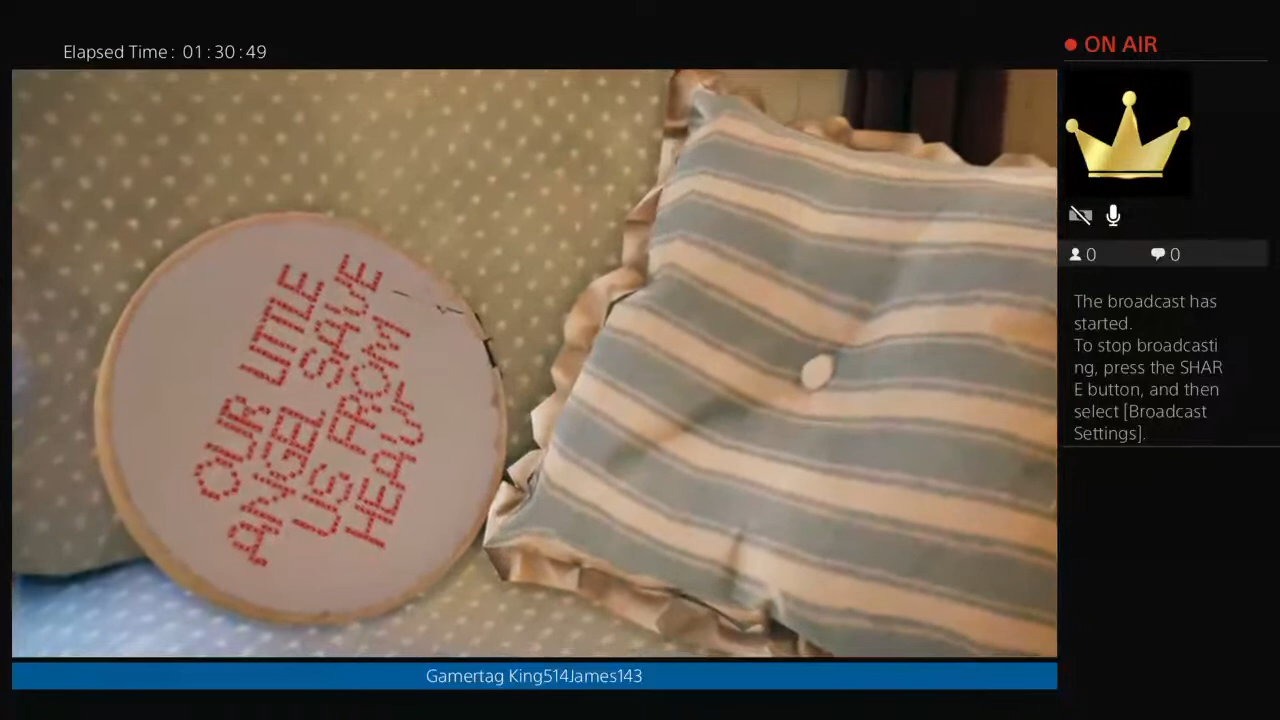 Elapsed Time: 01:30:49
ON AIR
0
0
The broadcast has
started.
To stop broadcasti
ng, press the SHAR
E button, and then
select [Broadcast
Settings].
OUR LITTLE
ANGEL SAVE
US FROM
HEAVE
Gamertag King514James143